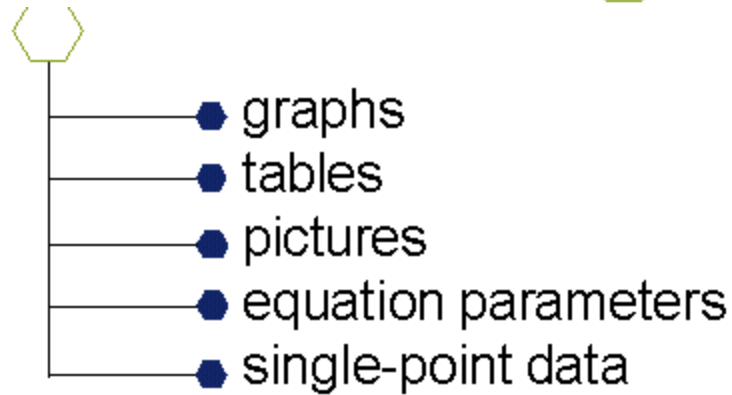 graphs
tables
pictures
equation parameters
single-point data